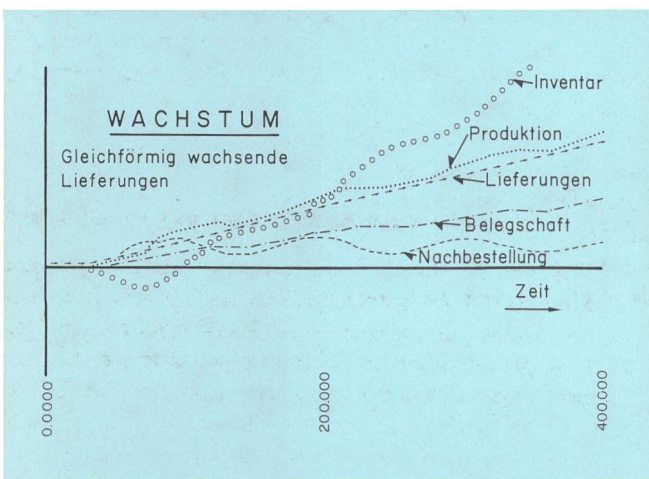 Inventar
WACHSTUM
Produktion
Gleichförmig wachsende
Lieferungen
Lieferungen
Belegschaft
Nachbestellung
Zeit
0.0000
200.000
400.000